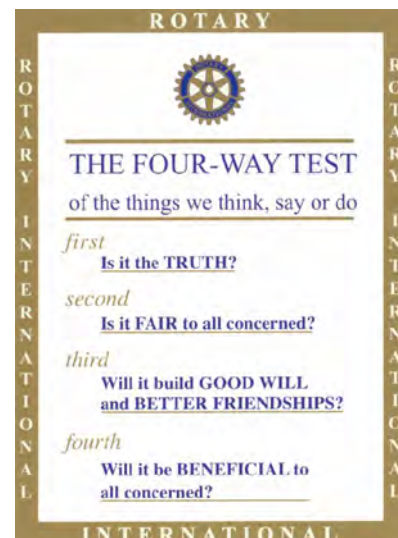 ROTARY
ROTARY INTERNATIONAL
ROTARY INTERNATIONAL
ROTARY
INTERNATIONAL
THE FOUR-WAY TEST
of the things we think, say or do
first
Is it the TRUTH?
second
Is it FAIR to all concerned?
third
Will it build GOOD WILL
and BETTER FRIENDSHIPS?
fourth
Will it be BENEFICIAL to
all concerned?
INTERNATIONAL